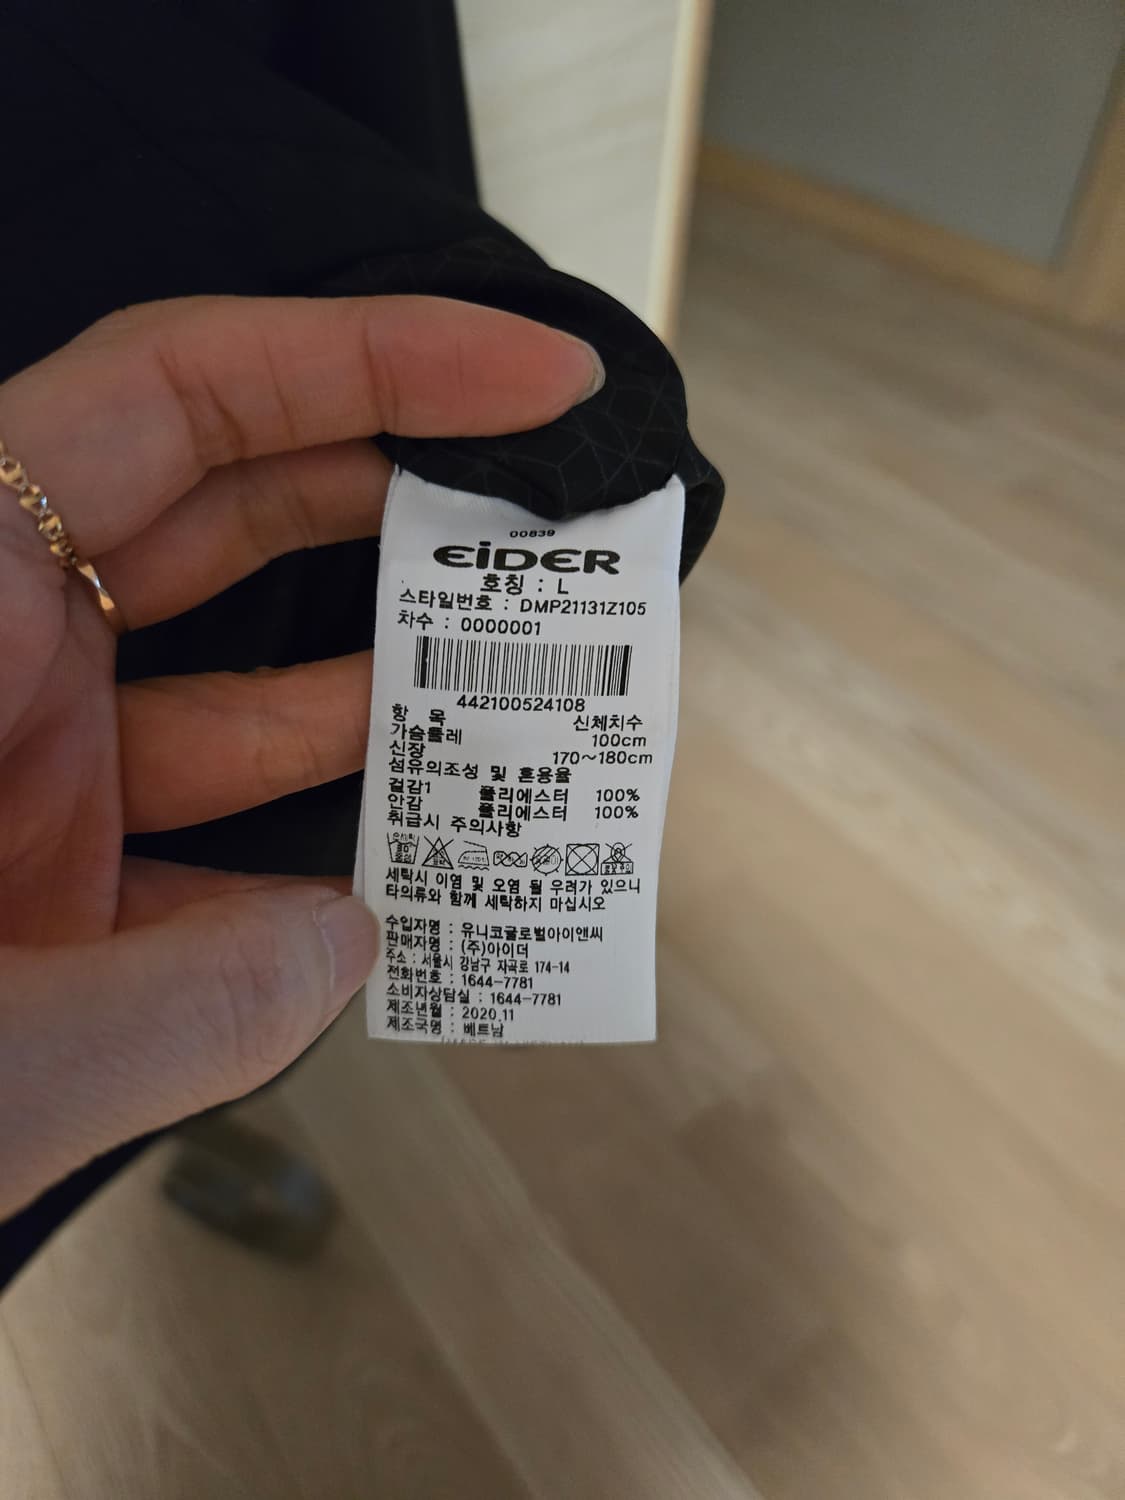 00839
EiDER
호칭 : L
스타일번호 : DMP21131Z105
차수 : 0000001
442100524108
항 목 신체치수
가슴둘레 100cm
신장 170~180cm
섬유의조성 및 혼용율
겉감1 폴리에스터 100%
안감 폴리에스터 100%
취급시 주의사항
세탁시 이염 및 오염 될 우려가 있으니
타의류와 함께 세탁하지 마십시오
수입자명 : 유니코글로벌아이앤씨
판매자명 : (주)아이더
주소 : 서울시 강남구 자곡로 174-14
전화번호 : 1644-7781
소비자상담실 : 1644-7781
제조년월 : 2020.11
제조국명 : 베트남